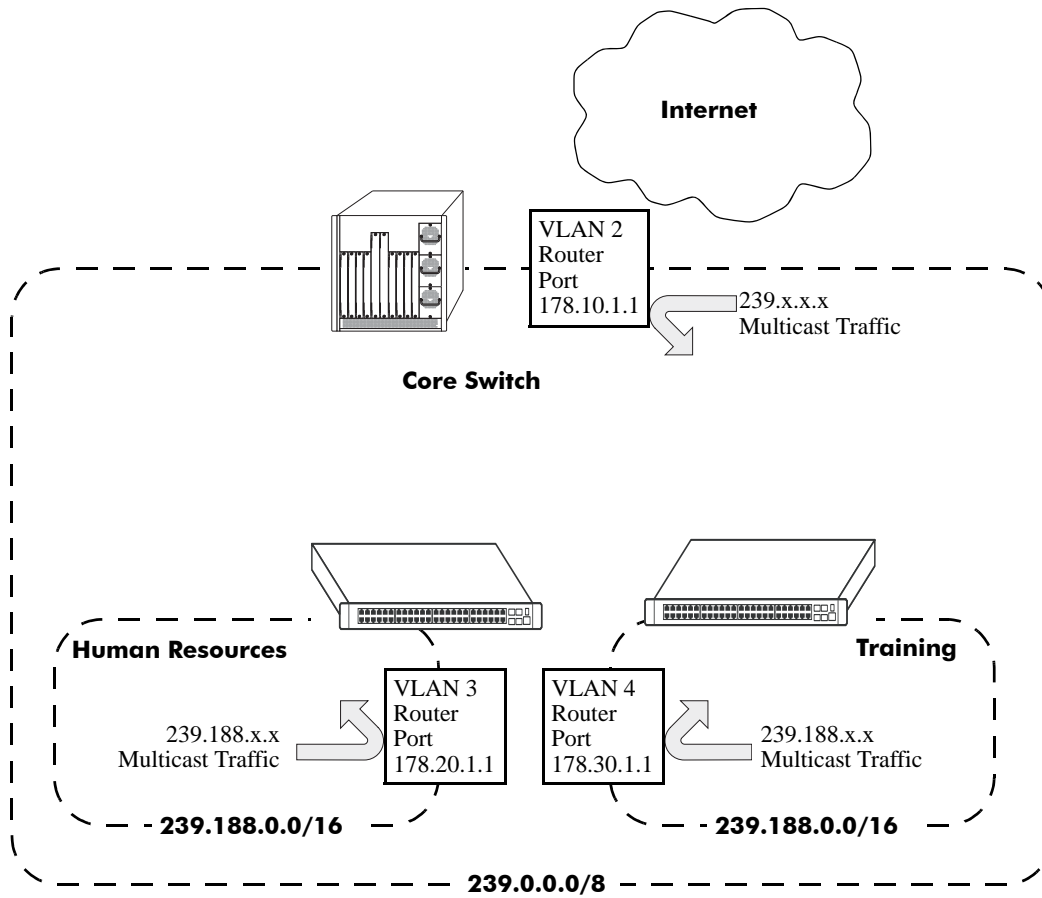 Internet
VLAN 2
Router
Port
178.10.1.1
239.x.x.x
Multicast Traffic
Core Switch
Human Resources
Training
VLAN 3
Router
Port
178.20.1.1
VLAN 4
Router
Port
178.30.1.1
239.188.x.x
Multicast Traffic
239.188.x.x
Multicast Traffic
239.188.0.0/16
239.188.0.0/16
239.0.0.0/8